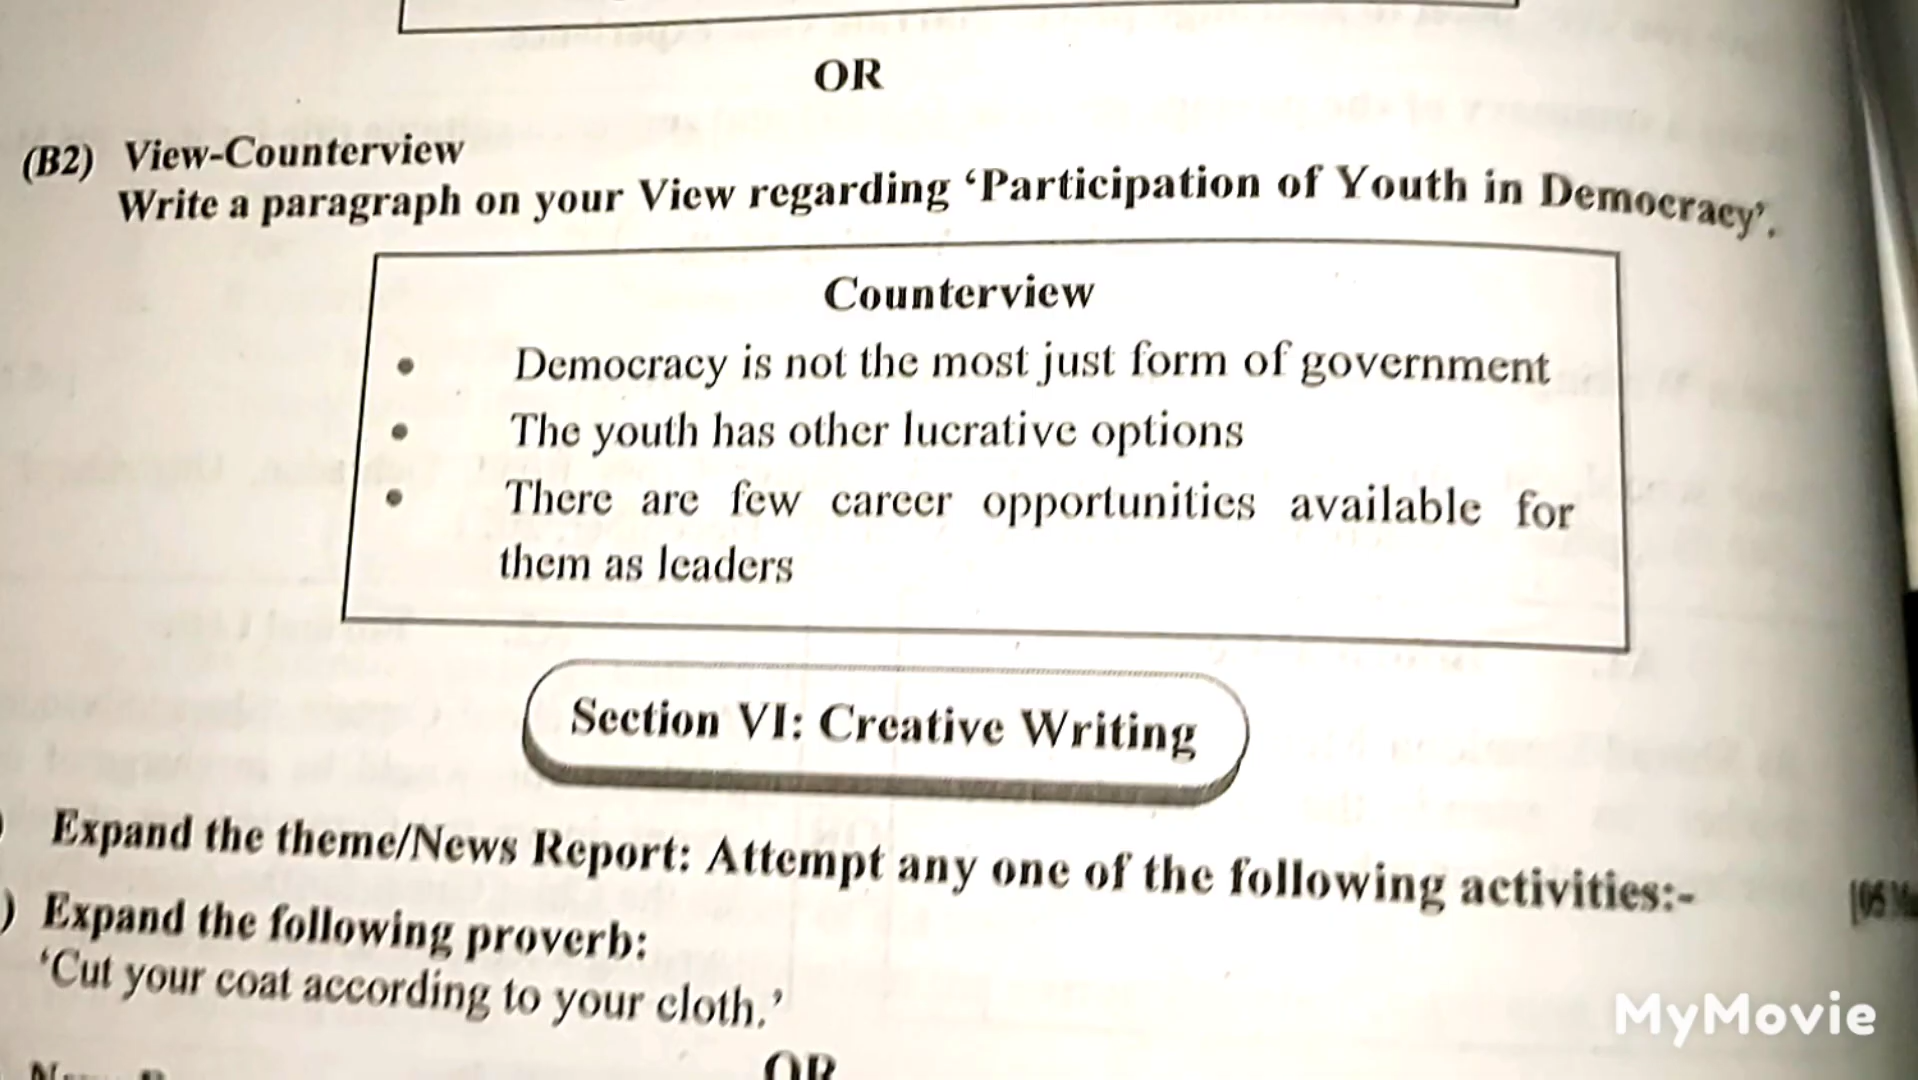 OR
(B2) View-Counterview
Write a paragraph on your View regarding ‘Participation of Youth in Democracy’.
Counterview
• Democracy is not the most just form of government
• The youth has other lucrative options
• There are few career opportunities available for
them as leaders
Section VI: Creative Writing
) Expand the theme/News Report: Attempt any one of the following activities:-
) Expand the following proverb:
‘Cut your coat according to your cloth.’
OR
MyMovie